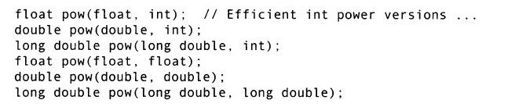 float pow(float, int);  // Efficient int power versions ...
double pow(double, int);
long double pow(long double, int);
float pow(float, float);
double pow(double, double);
long double pow(long double, long double);